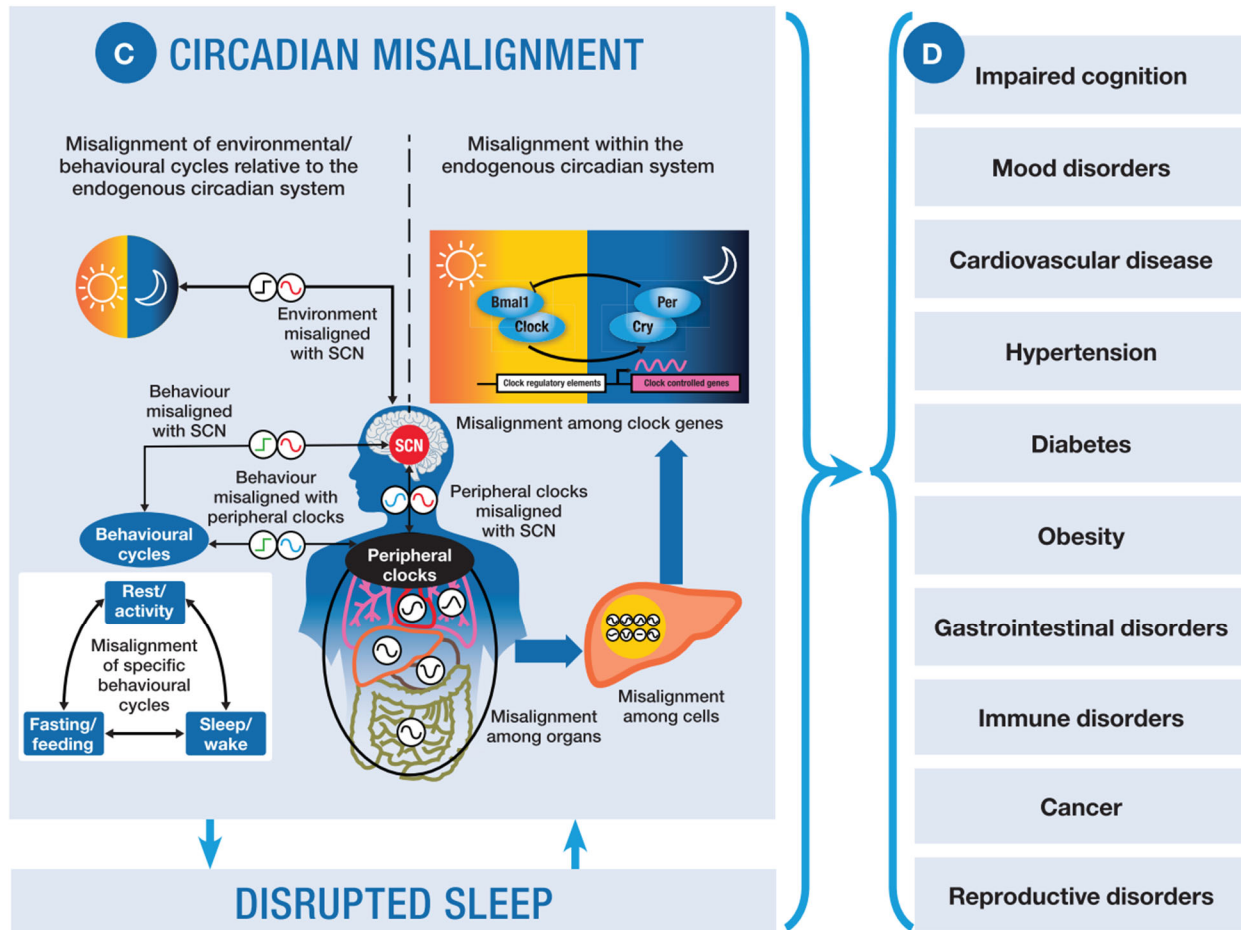 C CIRCADIAN MISALIGNMENT
Misalignment of environmental/
behavioural cycles relative to the
endogenous circadian system
Misalignment within the
endogenous circadian system
Environment
misaligned
with SCN
Bmal1
Clock
Per
Cry
Clock regulatory elements
Clock controlled genes
Misalignment among clock genes
Behaviour
misaligned
with SCN
SCN
Behaviour
misaligned with
peripheral clocks
Peripheral clocks
misaligned
with SCN
Behavioural
cycles
Peripheral
clocks
Rest/
activity
Misalignment
of specific
behavioural
cycles
Fasting/
feeding
Sleep/
wake
Misalignment
among organs
Misalignment
among cells
DISRUPTED SLEEP
D
Impaired cognition
Mood disorders
Cardiovascular disease
Hypertension
Diabetes
Obesity
Gastrointestinal disorders
Immune disorders
Cancer
Reproductive disorders